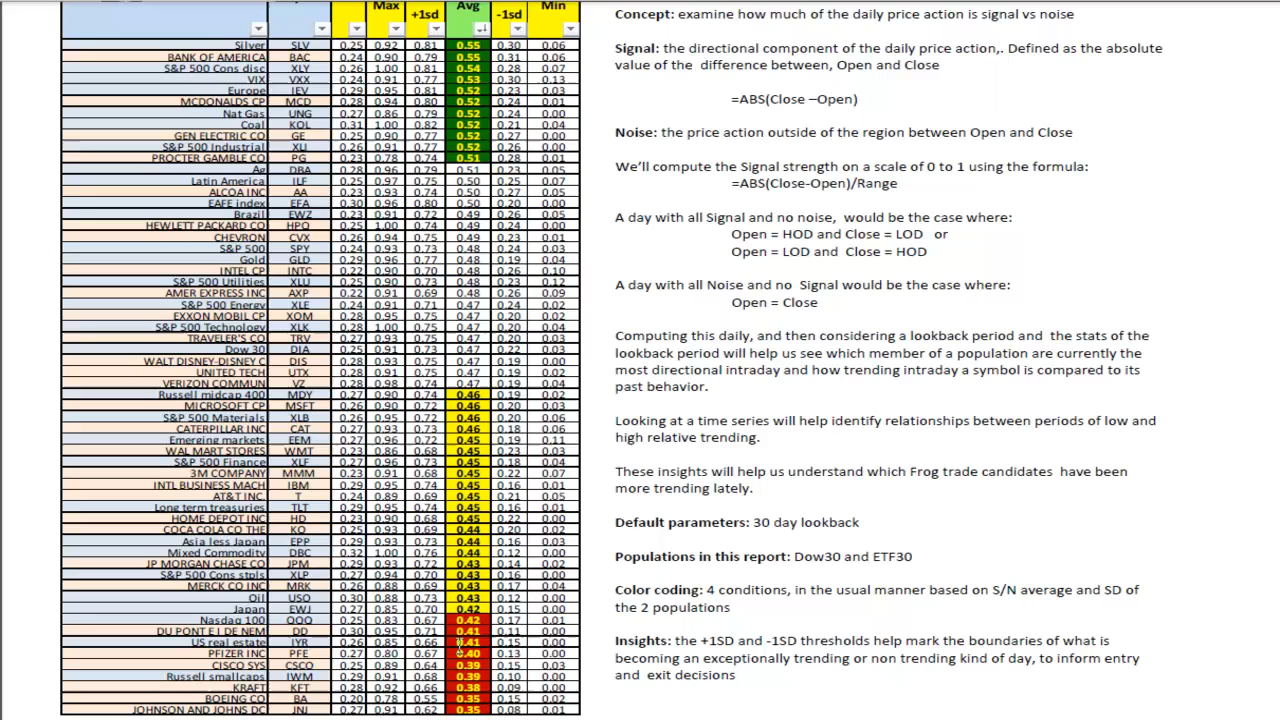 Max +1sd Avg -1sd Min
Silver SLV 0.25 0.92 0.81 0.55 0.30 0.06
BANK OF AMERICA BAC 0.24 0.90 0.79 0.55 0.31 0.06
S&P 500 Cons disc XLY 0.26 1.00 0.81 0.54 0.28 0.07
VIX VXX 0.24 0.91 0.77 0.53 0.30 0.13
Europe IEV 0.29 0.95 0.81 0.52 0.23 0.03
MCDONALDS CP MCD 0.28 0.94 0.80 0.52 0.24 0.01
Nat Gas UNG 0.27 0.86 0.79 0.52 0.24 0.00
Coal KOL 0.31 1.00 0.82 0.52 0.21 0.04
GEN ELECTRIC CO GE 0.25 0.90 0.77 0.52 0.27 0.00
S&P 500 Industrial XLI 0.26 0.91 0.77 0.52 0.26 0.00
PROCTER GAMBLE CO PG 0.23 0.78 0.74 0.51 0.28 0.01
Ag DBA 0.28 0.96 0.79 0.51 0.23 0.05
Latin America ILF 0.25 0.97 0.75 0.50 0.25 0.07
ALCOA INC AA 0.23 0.93 0.74 0.50 0.27 0.05
EAFE index EFA 0.30 0.96 0.80 0.50 0.20 0.00
Brazil EWZ 0.23 0.91 0.72 0.49 0.26 0.05
HEWLETT PACKARD CO HPQ 0.25 1.00 0.74 0.49 0.24 0.00
CHEVRON CVX 0.26 0.94 0.75 0.49 0.23 0.01
S&P 500 SPY 0.24 0.93 0.73 0.48 0.24 0.03
Gold GLD 0.29 0.96 0.77 0.48 0.19 0.04
INTEL CP INTC 0.22 0.90 0.70 0.48 0.26 0.10
S&P 500 Utilities XLU 0.25 0.90 0.73 0.48 0.23 0.12
AMER EXPRESS INC AXP 0.22 0.91 0.69 0.48 0.26 0.09
S&P 500 Energy XLE 0.24 0.91 0.71 0.47 0.24 0.02
EXXON MOBIL CP XOM 0.28 0.95 0.75 0.47 0.20 0.02
S&P 500 Technology XLK 0.28 1.00 0.75 0.47 0.20 0.04
TRAVELER'S CO TRV 0.27 0.93 0.74 0.47 0.20 0.03
Dow 30 DIA 0.25 0.91 0.73 0.47 0.22 0.03
WALT DISNEY-DISNEY C DIS 0.28 0.93 0.75 0.47 0.19 0.00
UNITED TECH UTX 0.28 0.91 0.75 0.47 0.19 0.02
VERIZON COMMUN VZ 0.28 0.98 0.74 0.47 0.19 0.04
Russell midcap 400 MDY 0.27 0.90 0.74 0.46 0.19 0.02
MICROSOFT CP MSFT 0.26 0.90 0.72 0.46 0.20 0.03
S&P 500 Materials XLB 0.26 0.95 0.72 0.46 0.20 0.06
CATERPILLAR INC CAT 0.27 0.93 0.73 0.46 0.18 0.06
Emerging markets EEM 0.27 0.96 0.72 0.45 0.19 0.11
WAL MART STORES WMT 0.23 0.86 0.68 0.45 0.23 0.03
S&P 500 Finance XLF 0.27 0.96 0.73 0.45 0.18 0.04
3M COMPANY MMM 0.23 0.91 0.68 0.45 0.22 0.07
INTL BUSINESS MACH IBM 0.29 0.95 0.74 0.45 0.16 0.01
AT&T INC. T 0.24 0.89 0.69 0.45 0.21 0.05
Long term treasuries TLT 0.29 0.95 0.74 0.45 0.16 0.01
HOME DEPOT INC HD 0.23 0.90 0.68 0.45 0.22 0.00
COCA COLA CO THE KO 0.25 0.93 0.69 0.44 0.20 0.02
Asia less Japan EPP 0.29 0.93 0.73 0.44 0.16 0.03
Mixed Commodity DBC 0.32 1.00 0.76 0.44 0.12 0.00
JP MORGAN CHASE CO JPM 0.29 0.93 0.72 0.43 0.14 0.02
S&P 500 Cons stpls XLP 0.27 0.94 0.70 0.43 0.16 0.00
MERCK CO INC MRK 0.26 0.88 0.69 0.43 0.17 0.04
Oil USO 0.30 0.88 0.73 0.43 0.12 0.00
Japan EWJ 0.27 0.85 0.70 0.42 0.15 0.00
Nasdaq 100 QQQ 0.25 0.83 0.67 0.42 0.17 0.01
DU PONT E I DE NEM DD 0.30 0.95 0.71 0.41 0.11 0.00
US real estate IYR 0.26 0.85 0.66 0.41 0.15 0.00
PFIZER INC PFE 0.27 0.80 0.67 0.40 0.13 0.00
CISCO SYS CSCO 0.25 0.89 0.64 0.39 0.15 0.03
Russell smallcaps IWM 0.29 0.91 0.68 0.39 0.10 0.00
KRAFT KFT 0.28 0.92 0.66 0.38 0.09 0.00
BOEING CO BA 0.20 0.78 0.55 0.35 0.15 0.02
JOHNSON AND JOHNS DC JNJ 0.27 0.91 0.62 0.35 0.08 0.01
Concept: examine how much of the daily price action is signal vs noise
Signal: the directional component of the daily price action,. Defined as the absolute
value of the difference between, Open and Close
=ABS(Close –Open)
Noise: the price action outside of the region between Open and Close
We'll compute the Signal strength on a scale of 0 to 1 using the formula:
=ABS(Close-Open)/Range
A day with all Signal and no noise, would be the case where:
Open = HOD and Close = LOD or
Open = LOD and Close = HOD
A day with all Noise and no Signal would be the case where:
Open = Close
Computing this daily, and then considering a lookback period and the stats of the
lookback period will help us see which member of a population are currently the
most directional intraday and how trending intraday a symbol is compared to its
past behavior.
Looking at a time series will help identify relationships between periods of low and
high relative trending.
These insights will help us understand which Frog trade candidates have been
more trending lately.
Default parameters: 30 day lookback
Populations in this report: Dow30 and ETF30
Color coding: 4 conditions, in the usual manner based on S/N average and SD of
the 2 populations
Insights: the +1SD and -1SD thresholds help mark the boundaries of what is
becoming an exceptionally trending or non trending kind of day, to inform entry
and exit decisions